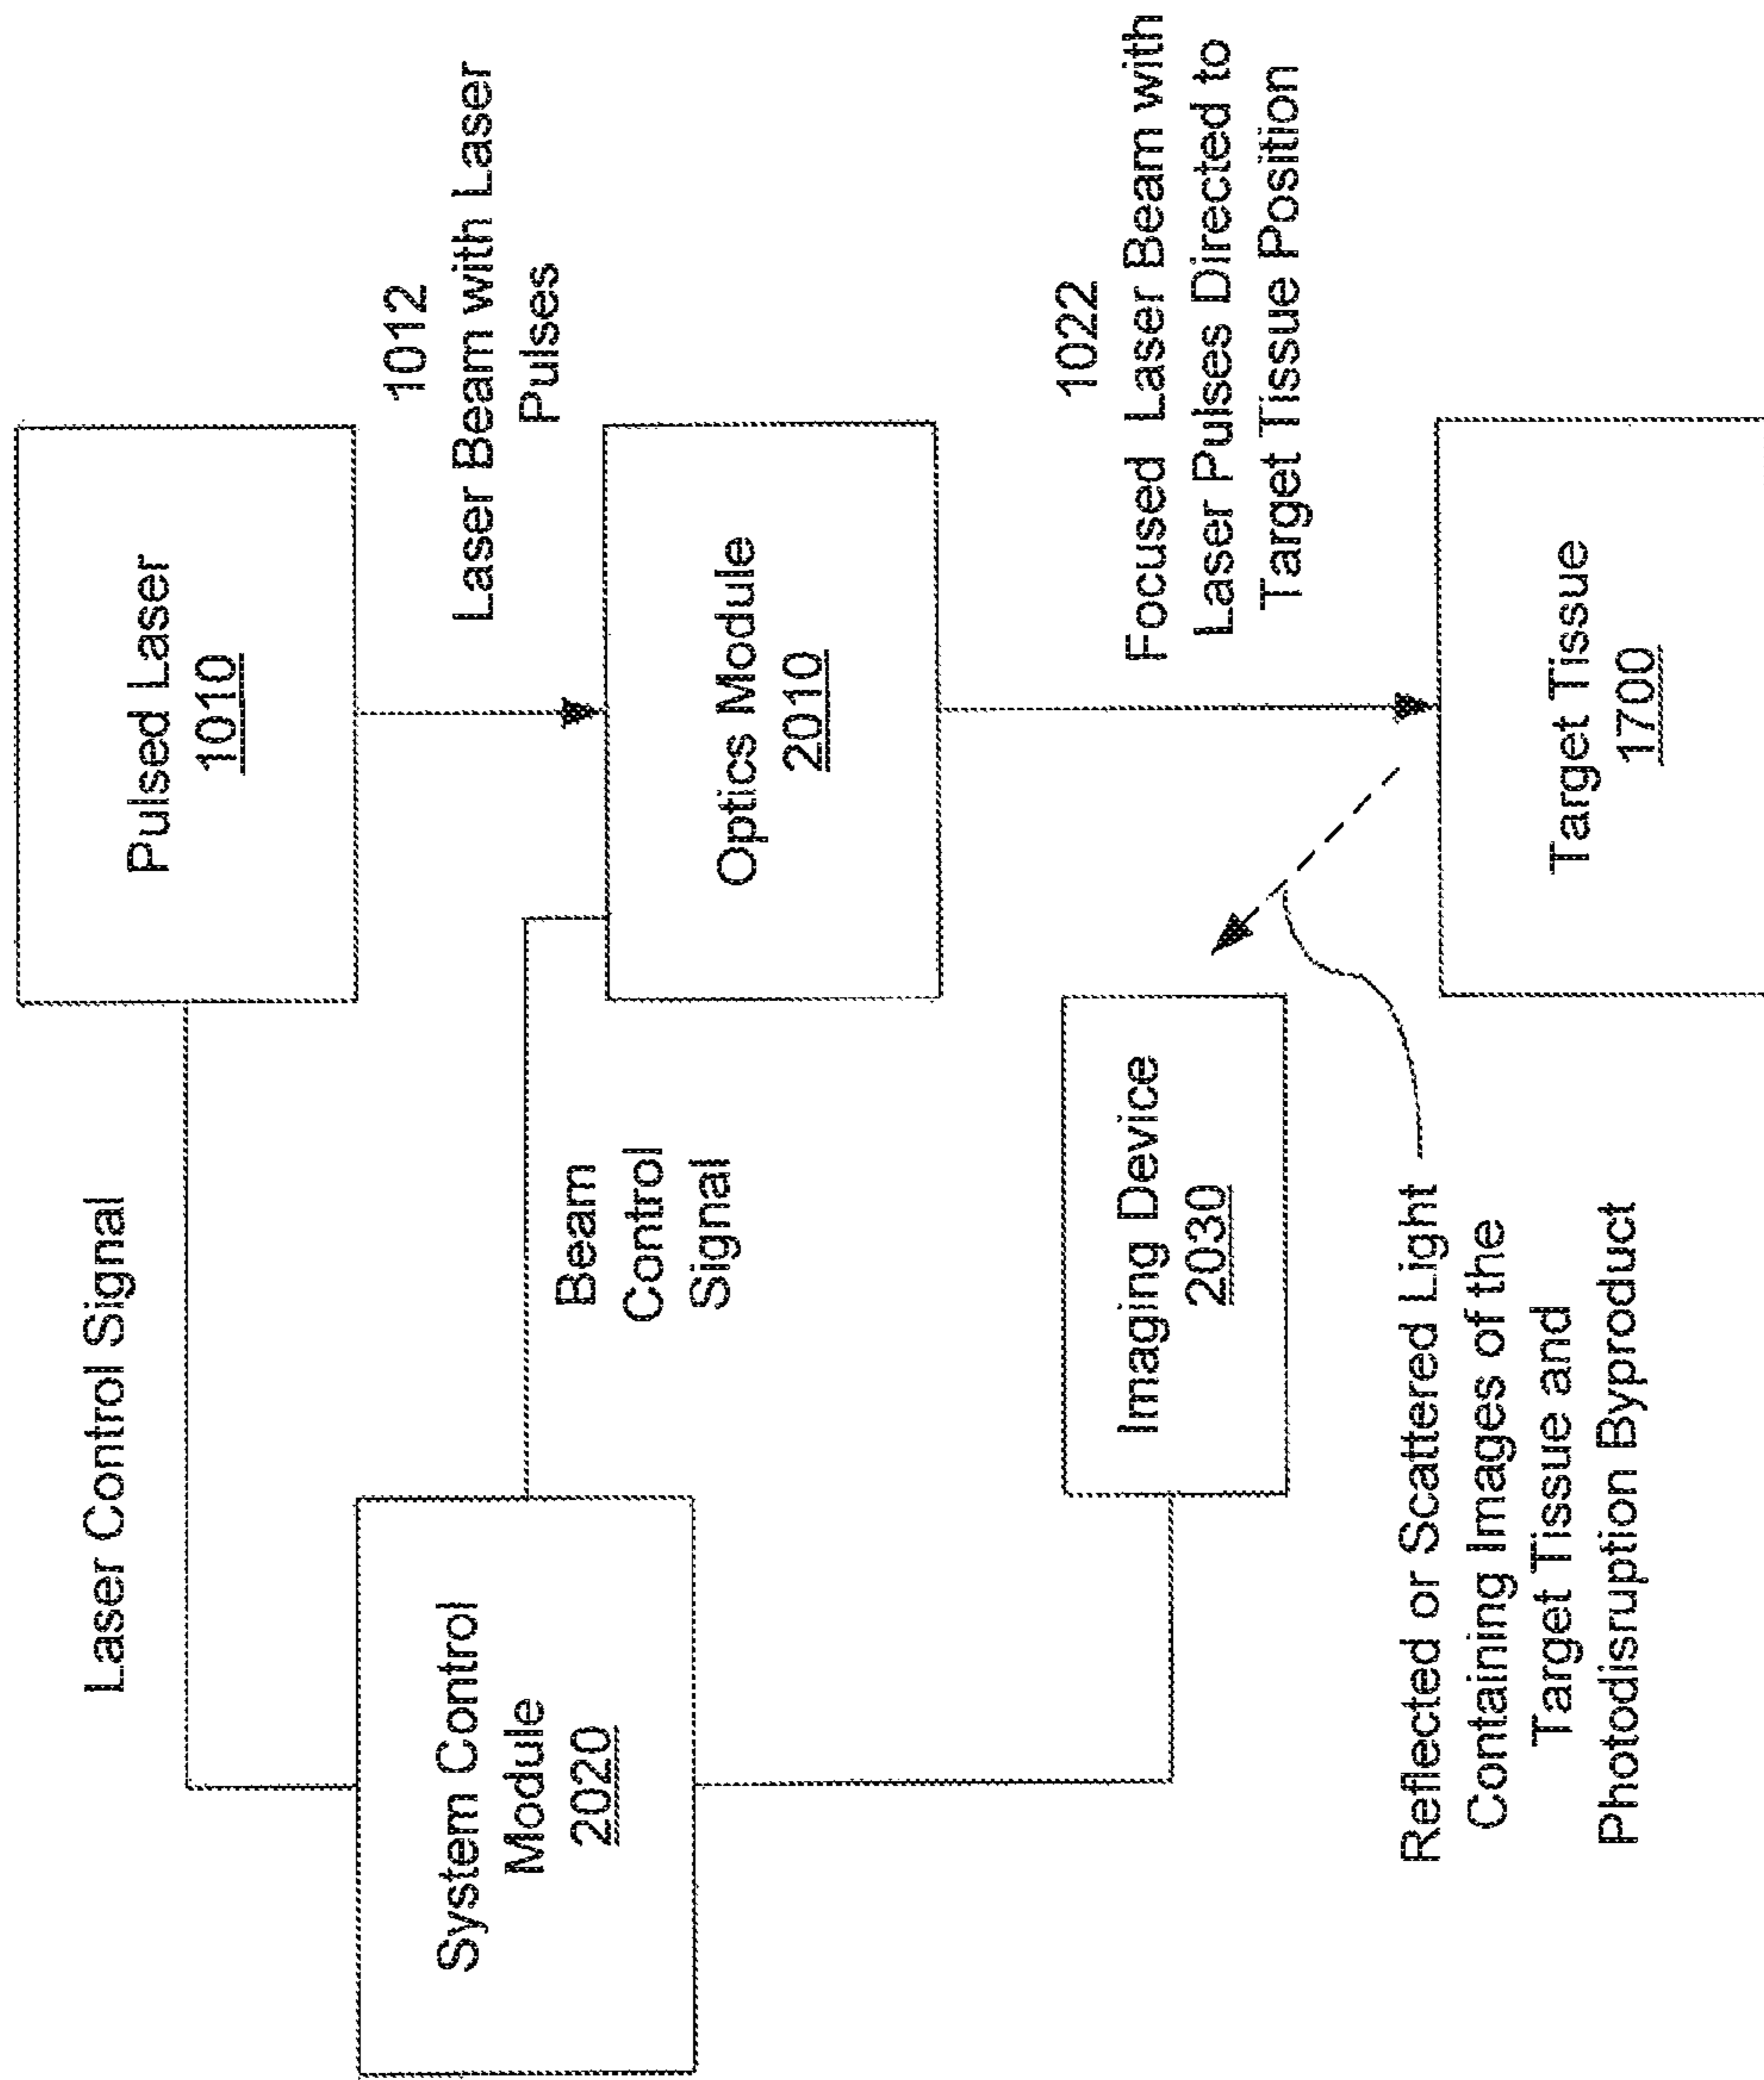 Laser Control Signal
Pulsed Laser
1010
1012
Laser Beam with Laser
Pulses
System Control
Module
2020
Beam
Control
Signal
Optics Module
2010
1022
Focused Laser Beam with
Laser Pulses Directed to
Target Tissue Position
Imaging Device
2030
Reflected or Scattered Light
Containing Images of the
Target Tissue and
Photodisruption Byproduct
Target Tissue
1700